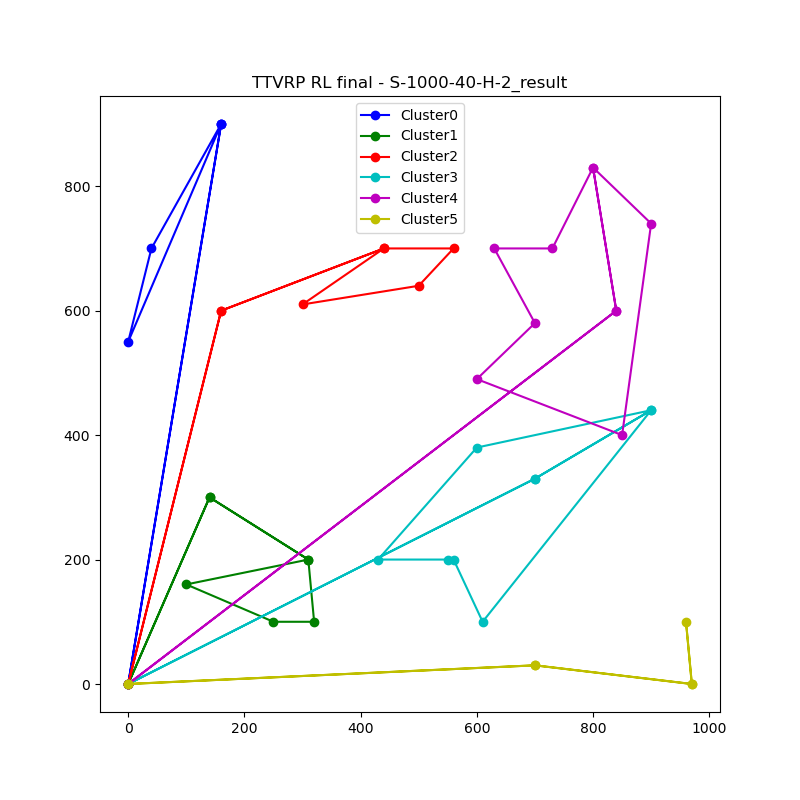 TTVRP RL final - S-1000-40-H-2_result
Cluster0
Cluster1
Cluster2
Cluster3
Cluster4
Cluster5
800
600
400
200
0
0 200 400 600 800 1000